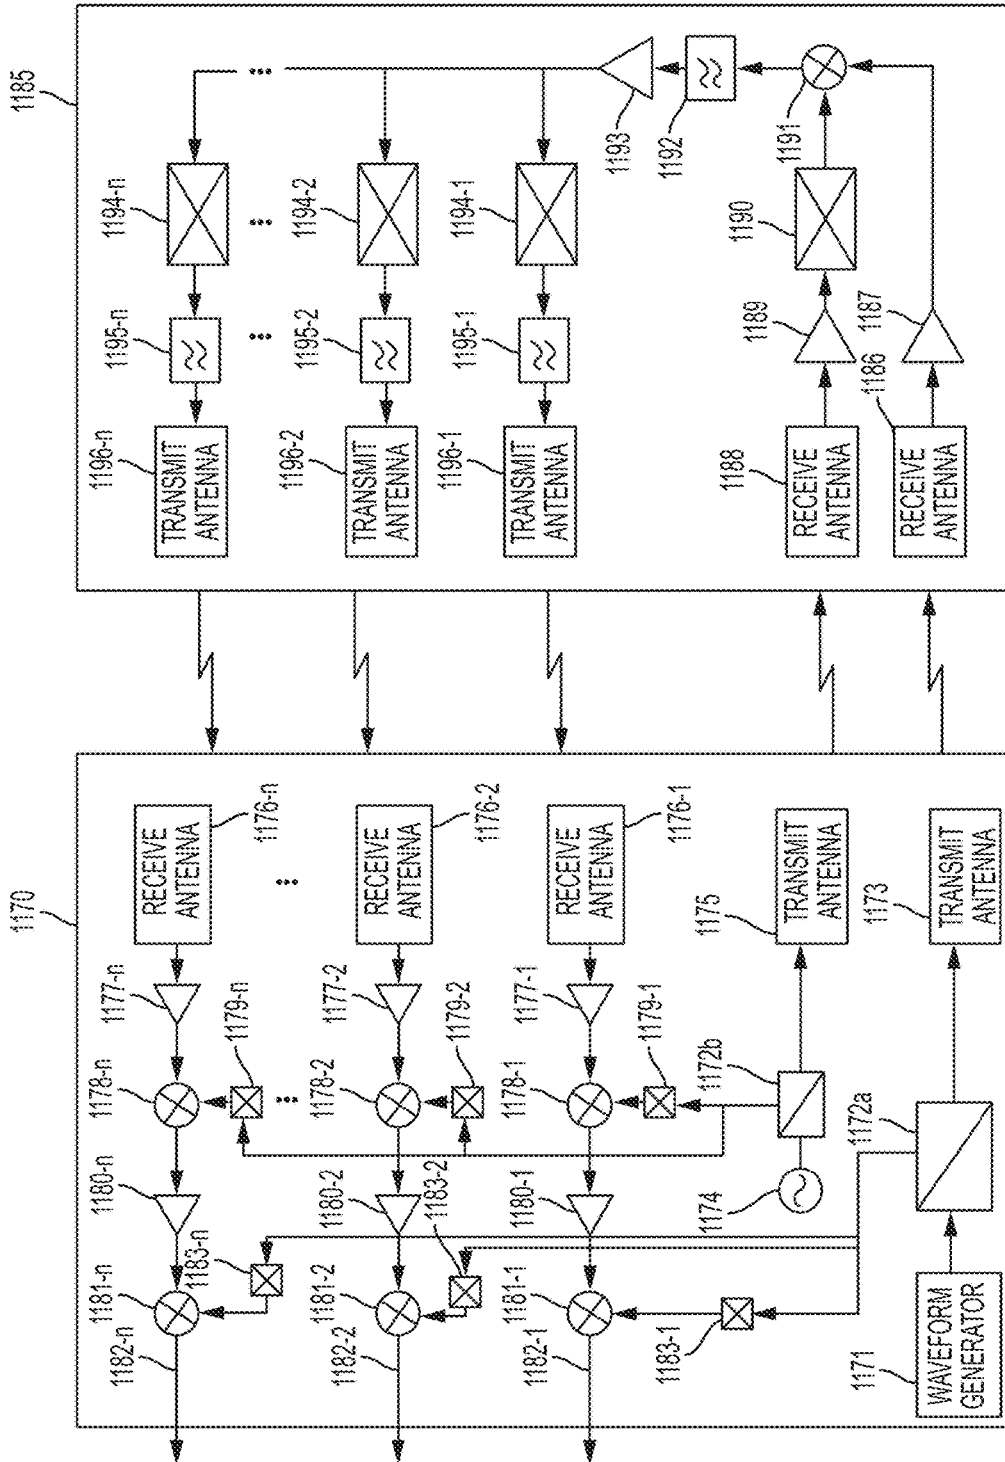 1170
1185
1182-n
1181-n
1180-n
1178-n
1177-n
RECEIVE
ANTENNA
1176-n
1183-n
1179-n
...
...
1182-2
1181-2
1183-2
1180-2
1178-2
1179-2
1177-2
RECEIVE
ANTENNA
1176-2
1182-1
1181-1
1183-1
1180-1
1178-1
1179-1
1177-1
RECEIVE
ANTENNA
1176-1
1174
1172b
1175
TRANSMIT
ANTENNA
1171
WAVEFORM
GENERATOR
1172a
1173
TRANSMIT
ANTENNA
1196-n
TRANSMIT
ANTENNA
1195-n
1194-n
...
...
...
1196-2
TRANSMIT
ANTENNA
1195-2
1194-2
1196-1
TRANSMIT
ANTENNA
1195-1
1194-1
1193
1192
1191
1190
1189
1188
RECEIVE
ANTENNA
1187
1186
RECEIVE
ANTENNA